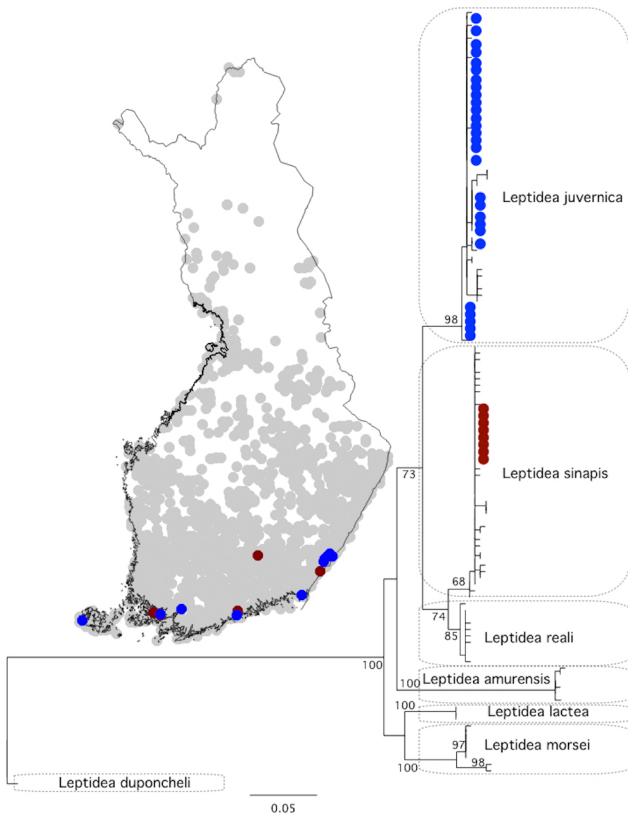 Leptidea juvernica
98
73
Leptidea sinapis
68
74
85
Leptidea reali
100
100
Leptidea amurensis
100
Leptidea lactea
97
Leptidea morsei
98
100
Leptidea duponcheli
0.05